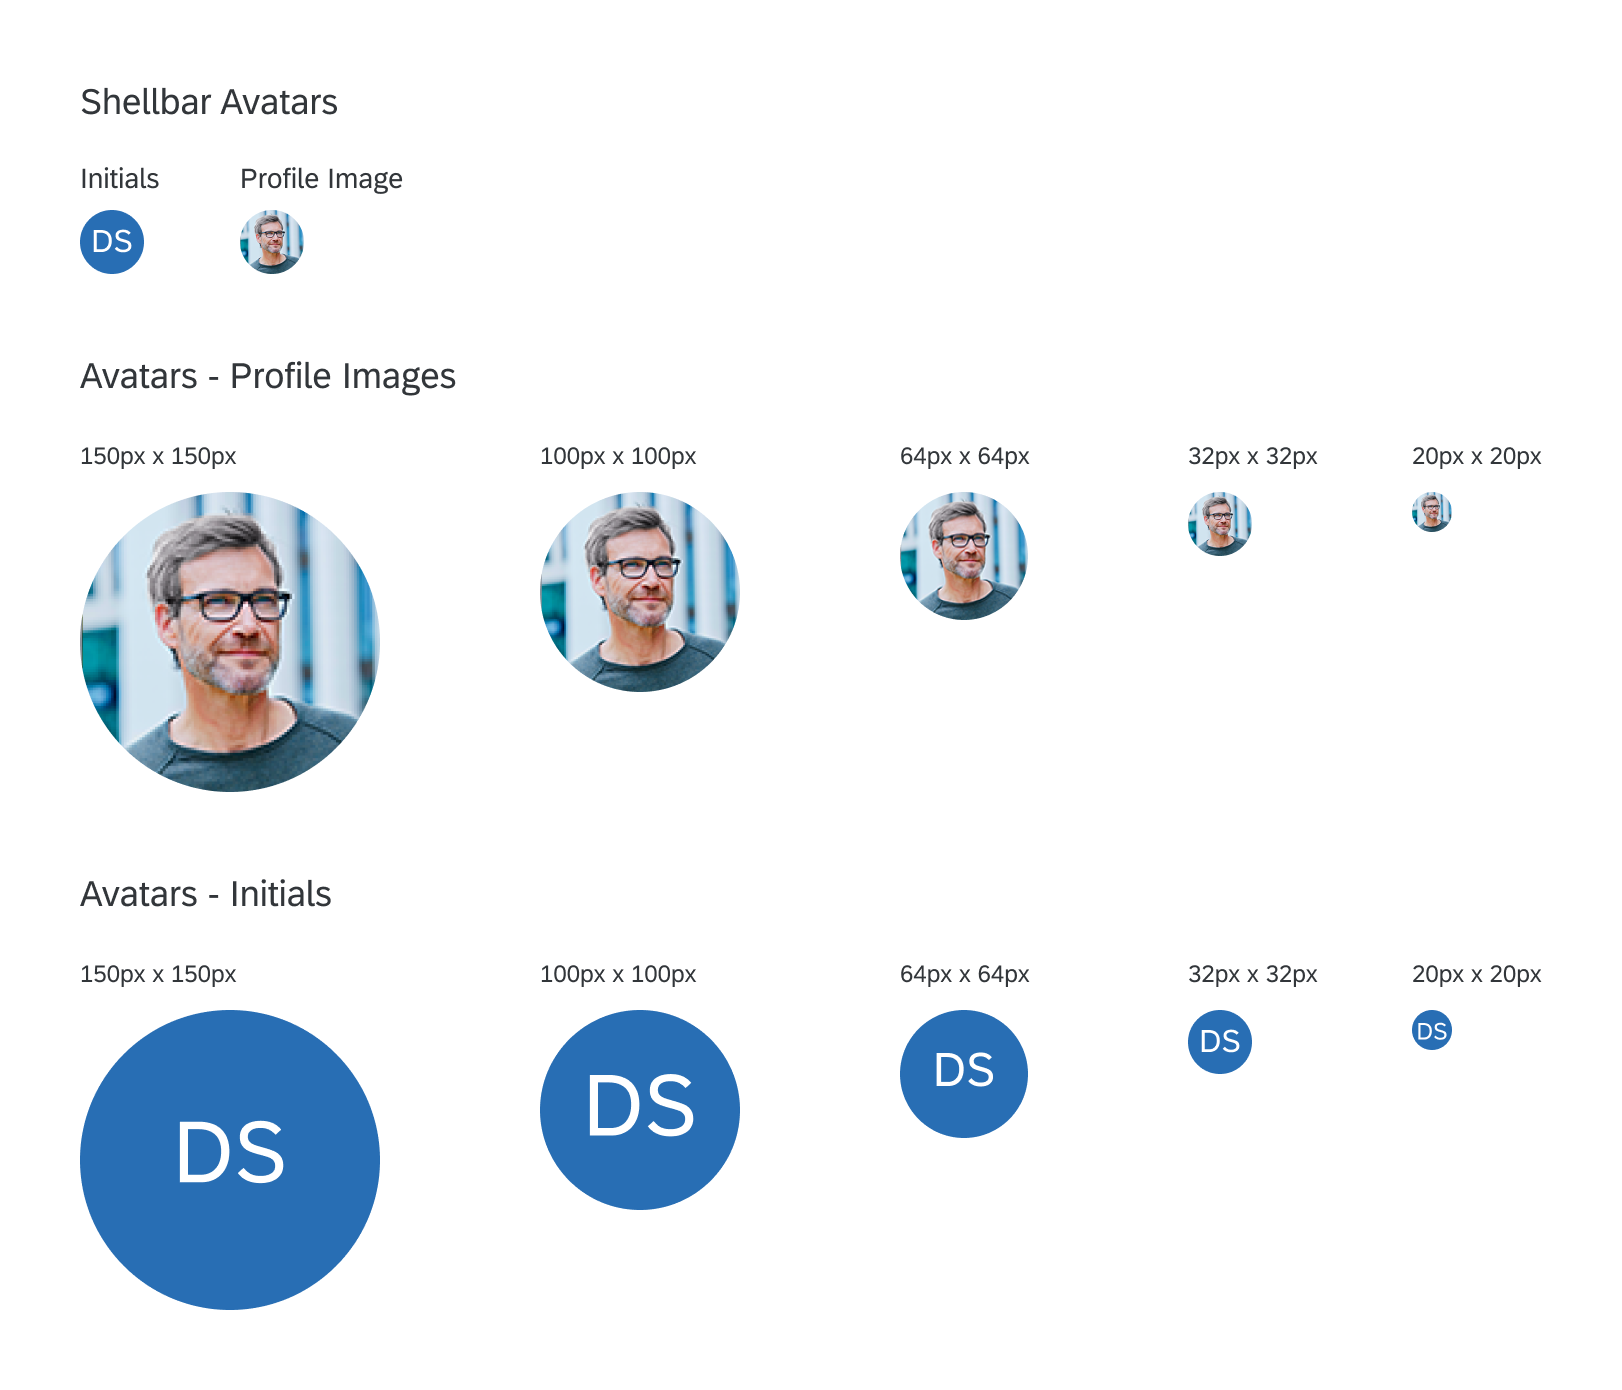 Shellbar Avatars
Initials Profile Image
DS
Avatars - Profile Images
150px x 150px 100px x 100px 64px x 64px 32px x 32px 20px x 20px
Avatars - Initials
150px x 150px 100px x 100px 64px x 64px 32px x 32px 20px x 20px
DS DS DS DS DS